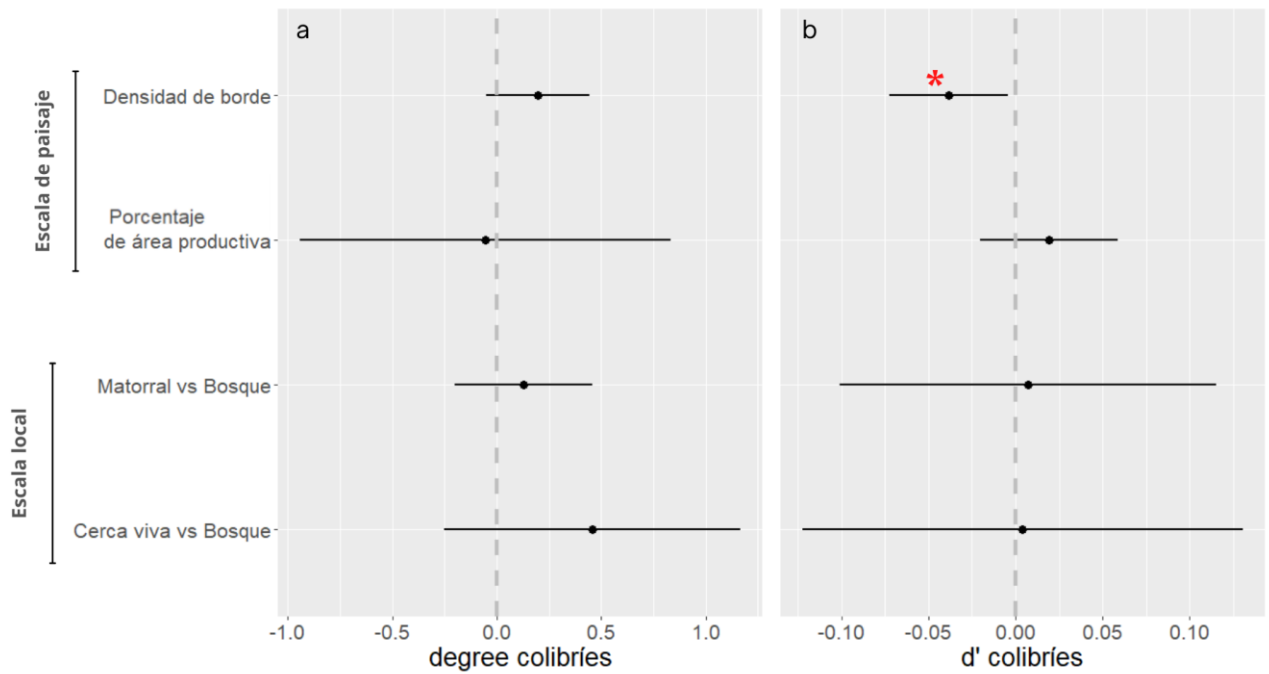 a
b
Escala de paisaje
Densidad de borde
*
Porcentaje
de área productiva
Escala local
Matorral vs Bosque
Cerca viva vs Bosque
-1.0 -0.5 0.0 0.5 1.0
-0.10 -0.05 0.00 0.05 0.10
degree colibríes
d' colibríes